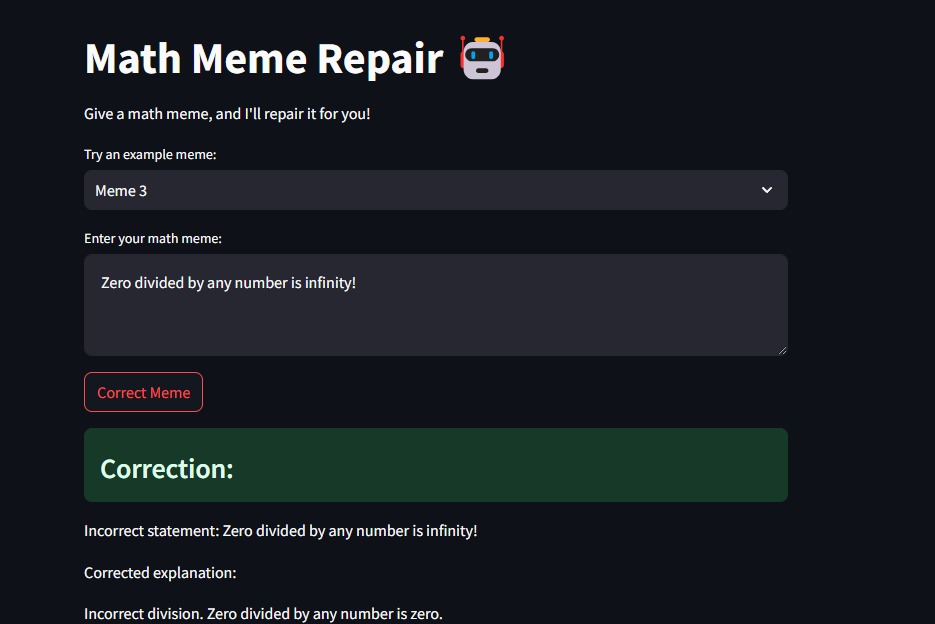 Math Meme Repair
Give a math meme, and I'll repair it for you!
Try an example meme:
Meme 3
Enter your math meme:
Zero divided by any number is infinity!
Correct Meme
Correction:
Incorrect statement: Zero divided by any number is infinity!
Corrected explanation:
Incorrect division. Zero divided by any number is zero.